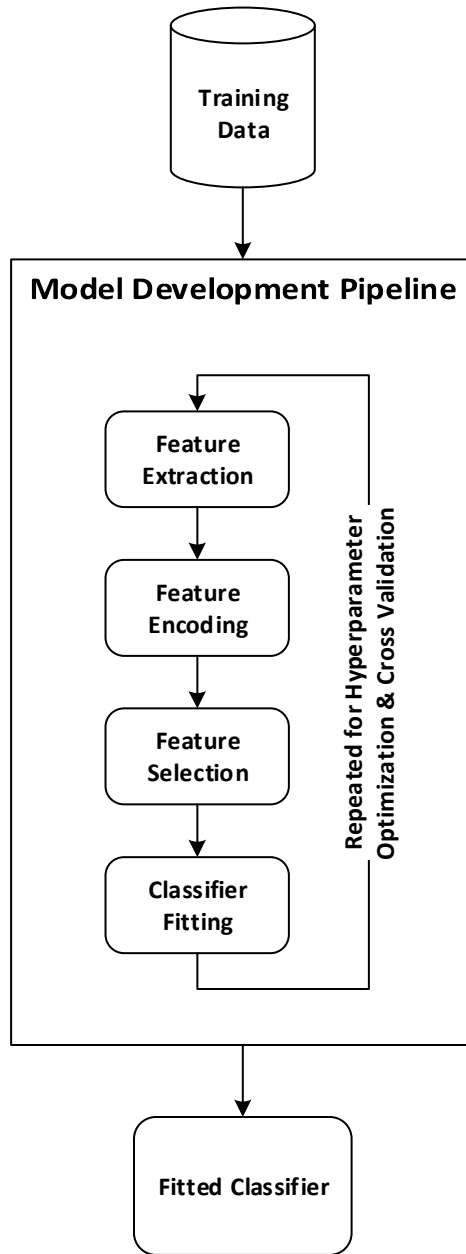 Training
Data
Model Development Pipeline
Feature
Extraction
Feature
Encoding
Feature
Selection
Classifier
Fitting
Repeated for Hyperparameter
Optimization & Cross Validation
Fitted Classifier